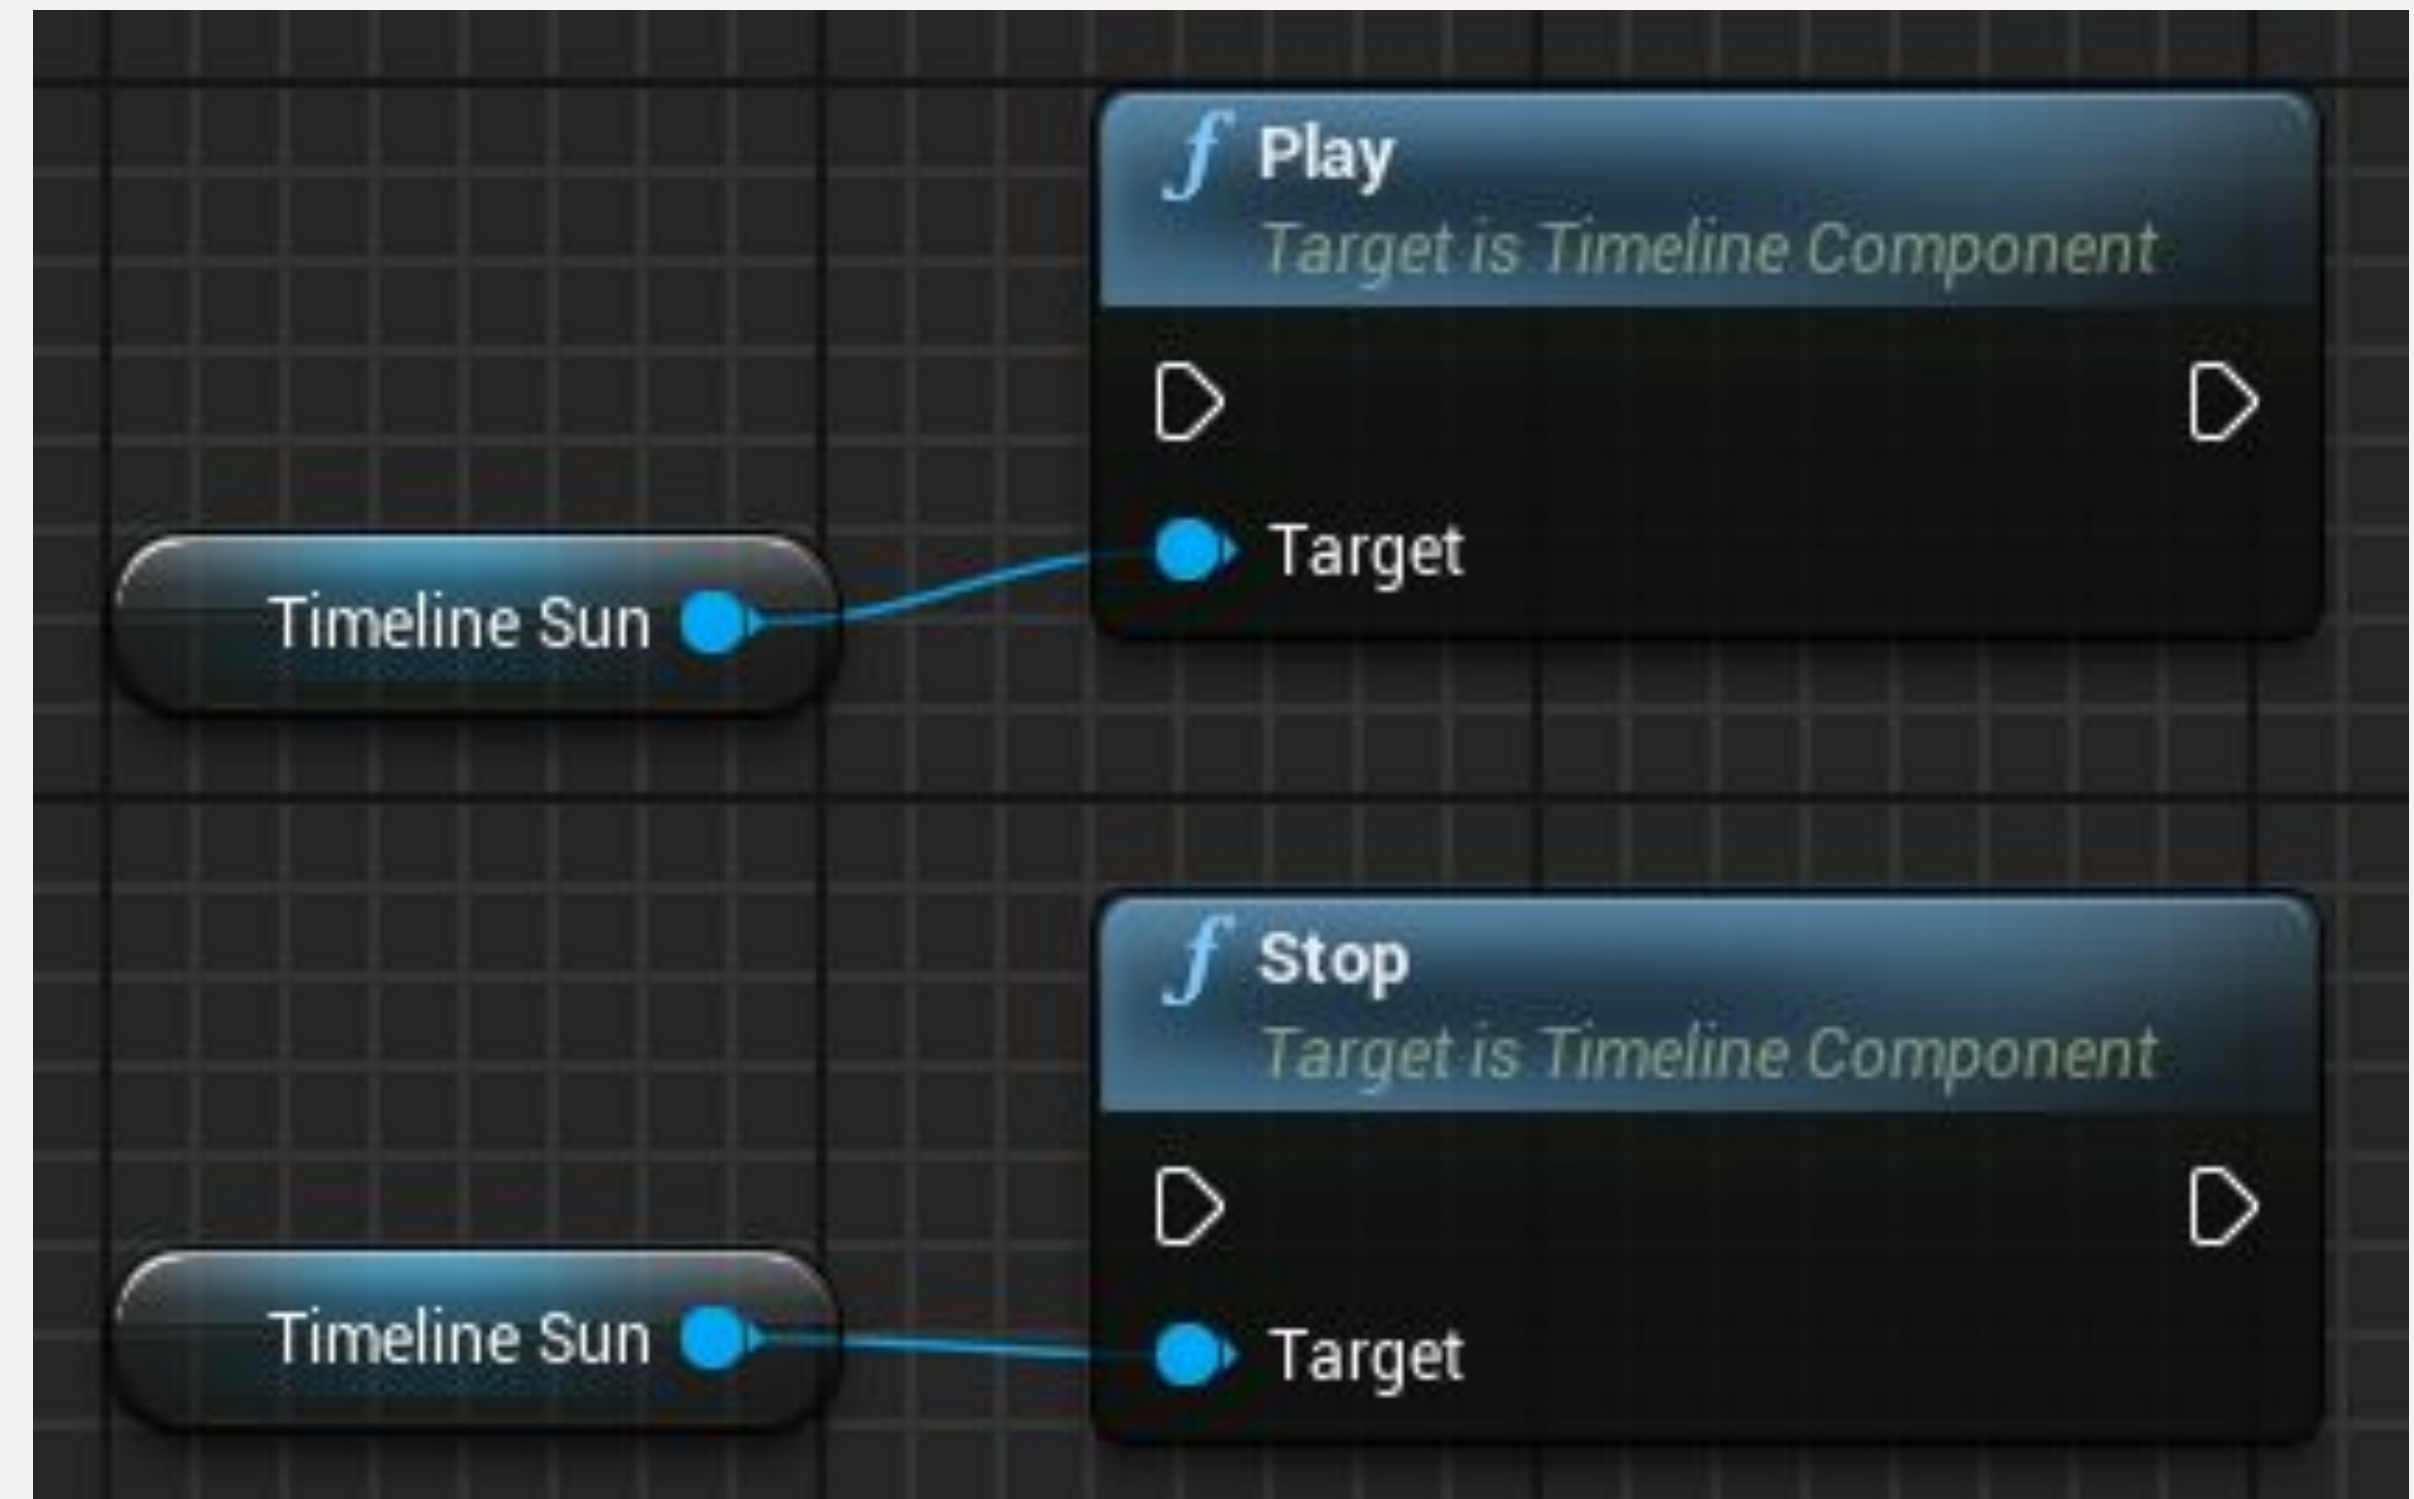 f Play
Target is Timeline Component
Target
Timeline Sun
f Stop
Target is Timeline Component
Timeline Sun
Target